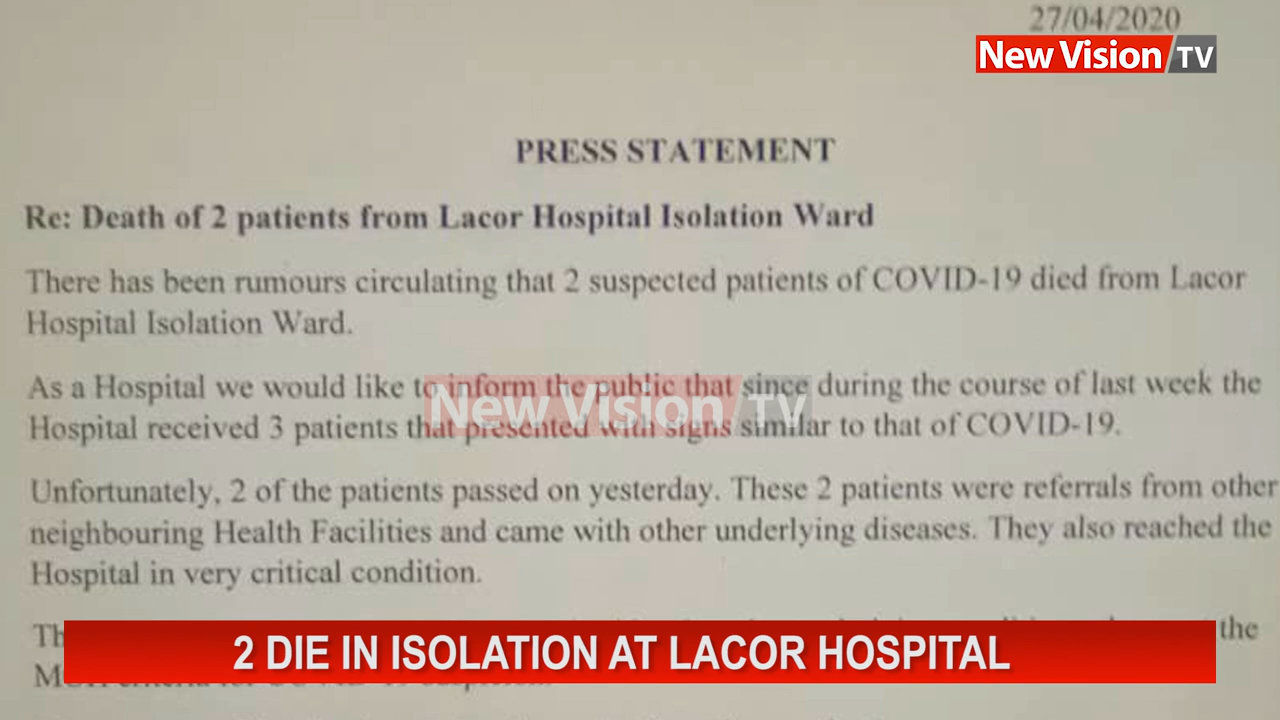 27/04/2020
New Vision TV
PRESS STATEMENT
Re: Death of 2 patients from Lacor Hospital Isolation Ward
There has been rumours circulating that 2 suspected patients of COVID-19 died from Lacor
Hospital Isolation Ward.
As a Hospital we would like to inform the public that since during the course of last week the
Hospital received 3 patients that presented with signs similar to that of COVID-19.
New Vision TV
Unfortunately, 2 of the patients passed on yesterday. These 2 patients were referrals from other
neighbouring Health Facilities and came with other underlying diseases. They also reached the
Hospital in very critical condition.
the
2 DIE IN ISOLATION AT LACOR HOSPITAL